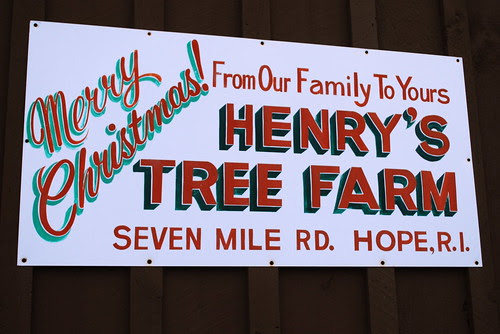 Merry
Christmas!
From Our Family To Yours
HENRY'S
TREE FARM
SEVEN MILE RD. HOPE, R.I.